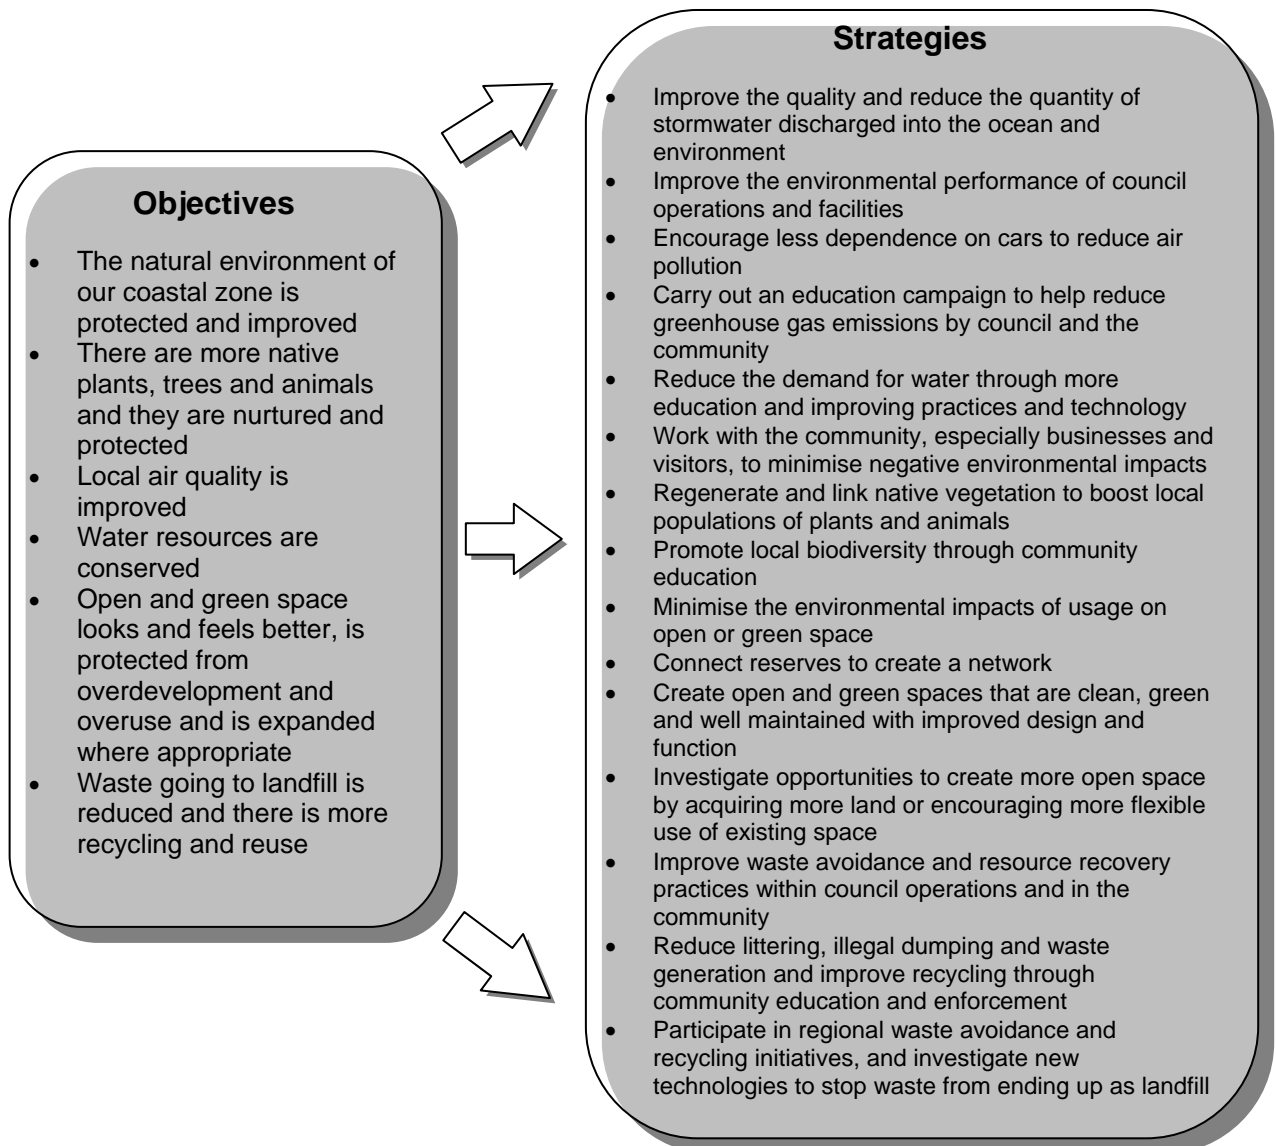 Objectives
• The natural environment of
our coastal zone is
protected and improved
• There are more native
plants, trees and animals
and they are nurtured and
protected
• Local air quality is
improved
• Water resources are
conserved
• Open and green space
looks and feels better, is
protected from
overdevelopment and
overuse and is expanded
where appropriate
• Waste going to landfill is
reduced and there is more
recycling and reuse
Strategies
• Improve the quality and reduce the quantity of
stormwater discharged into the ocean and
environment
• Improve the environmental performance of council
operations and facilities
• Encourage less dependence on cars to reduce air
pollution
• Carry out an education campaign to help reduce
greenhouse gas emissions by council and the
community
• Reduce the demand for water through more
education and improving practices and technology
• Work with the community, especially businesses and
visitors, to minimise negative environmental impacts
• Regenerate and link native vegetation to boost local
populations of plants and animals
• Promote local biodiversity through community
education
• Minimise the environmental impacts of usage on
open or green space
• Connect reserves to create a network
• Create open and green spaces that are clean, green
and well maintained with improved design and
function
• Investigate opportunities to create more open space
by acquiring more land or encouraging more flexible
use of existing space
• Improve waste avoidance and resource recovery
practices within council operations and in the
community
• Reduce littering, illegal dumping and waste
generation and improve recycling through
community education and enforcement
• Participate in regional waste avoidance and
recycling initiatives, and investigate new
technologies to stop waste from ending up as landfill